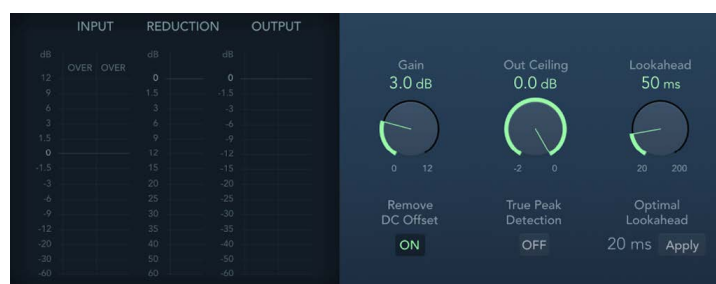 INPUT REDUCTION OUTPUT
dB dB dB
OVER OVER
12 0 0
9 1.5 -1.5
6 3 -3
3 6 -6
1.5 9 -9
0 12 -12
-1.5 15 -15
-3 20 -20
-6 25 -25
-9 30 -30
-12 35 -35
-20 40 -40
-30 50 -50
-60 60 -60
Gain Out Ceiling Lookahead
3.0 dB 0.0 dB 50 ms
0 12 -2 0 20 200
Remove True Peak Optimal
DC Offset Detection Lookahead
ON OFF 20 ms Apply